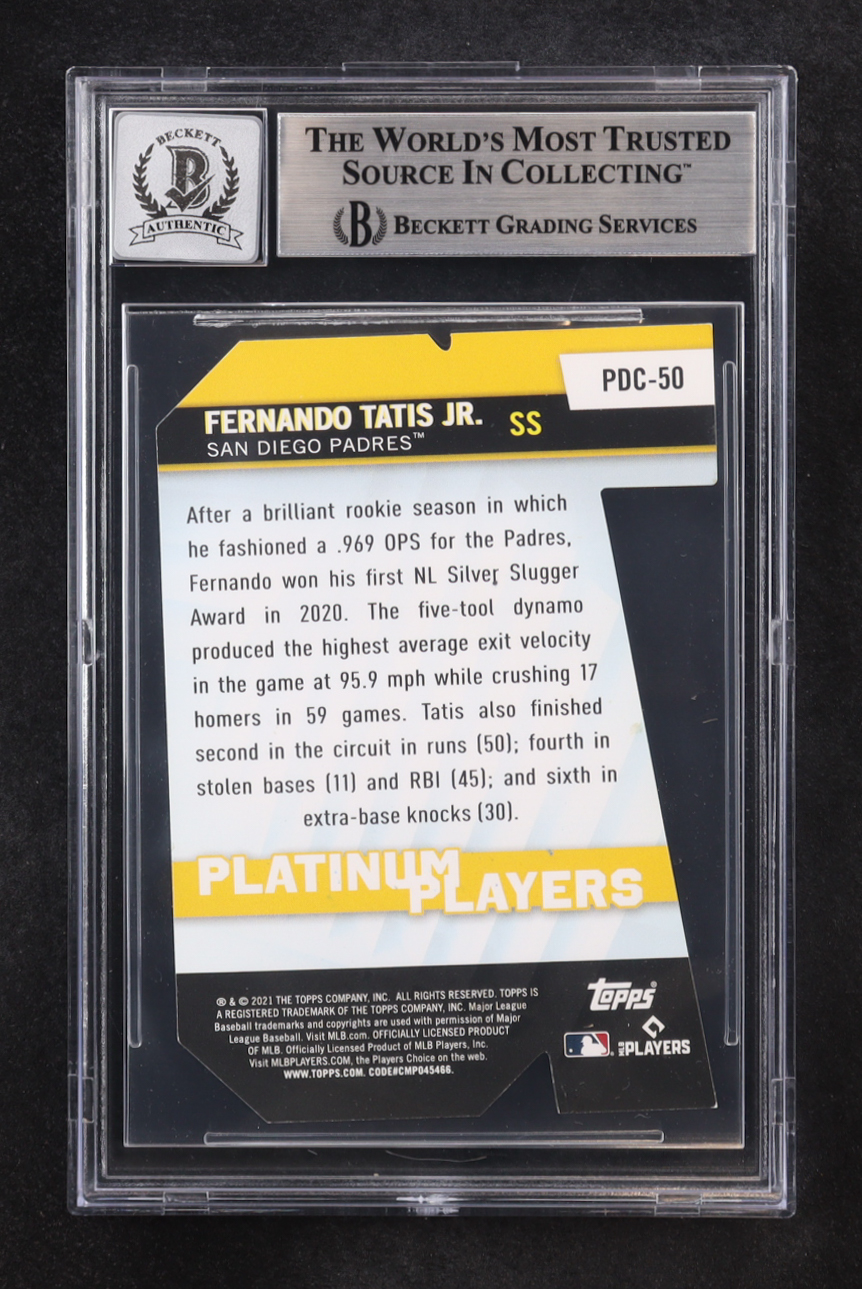 BECKETT
B
AUTHENTIC
THE WORLD'S MOST TRUSTED
SOURCE IN COLLECTING™
B BECKETT GRADING SERVICES
PDC-50
FERNANDO TATIS JR. SS
SAN DIEGO PADRES™
After a brilliant rookie season in which
he fashioned a .969 OPS for the Padres,
Fernando won his first NL Silver Slugger
Award in 2020. The five-tool dynamo
produced the highest average exit velocity
in the game at 95.9 mph while crushing 17
homers in 59 games. Tatis also finished
second in the circuit in runs (50); fourth in
stolen bases (11) and RBI (45); and sixth in
extra-base knocks (30).
PLATINUM
PLAYERS
® & © 2021 THE TOPPS COMPANY, INC. ALL RIGHTS RESERVED. TOPPS IS
A REGISTERED TRADEMARK OF THE TOPPS COMPANY, INC. Major League
Baseball trademarks and copyrights are used with permission of Major
League Baseball. Visit MLB.com. OFFICIALLY LICENSED PRODUCT
OF MLB. Officially Licensed Product of MLB Players, Inc.
Visit MLBPLAYERS.COM, the Players Choice on the web.
WWW.TOPPS.COM. CODE#CMP045466.
Topps®
MLB PLAYERS